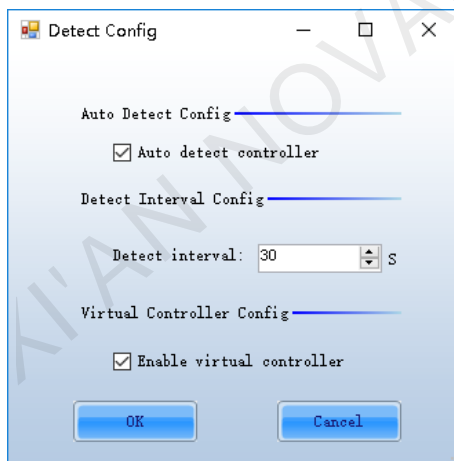 Detect Config
Auto Detect Config
Auto detect controller
Detect Interval Config
Detect interval: 30 S
Virtual Controller Config
Enable virtual controller
OK Cancel
XI'AN NOVA